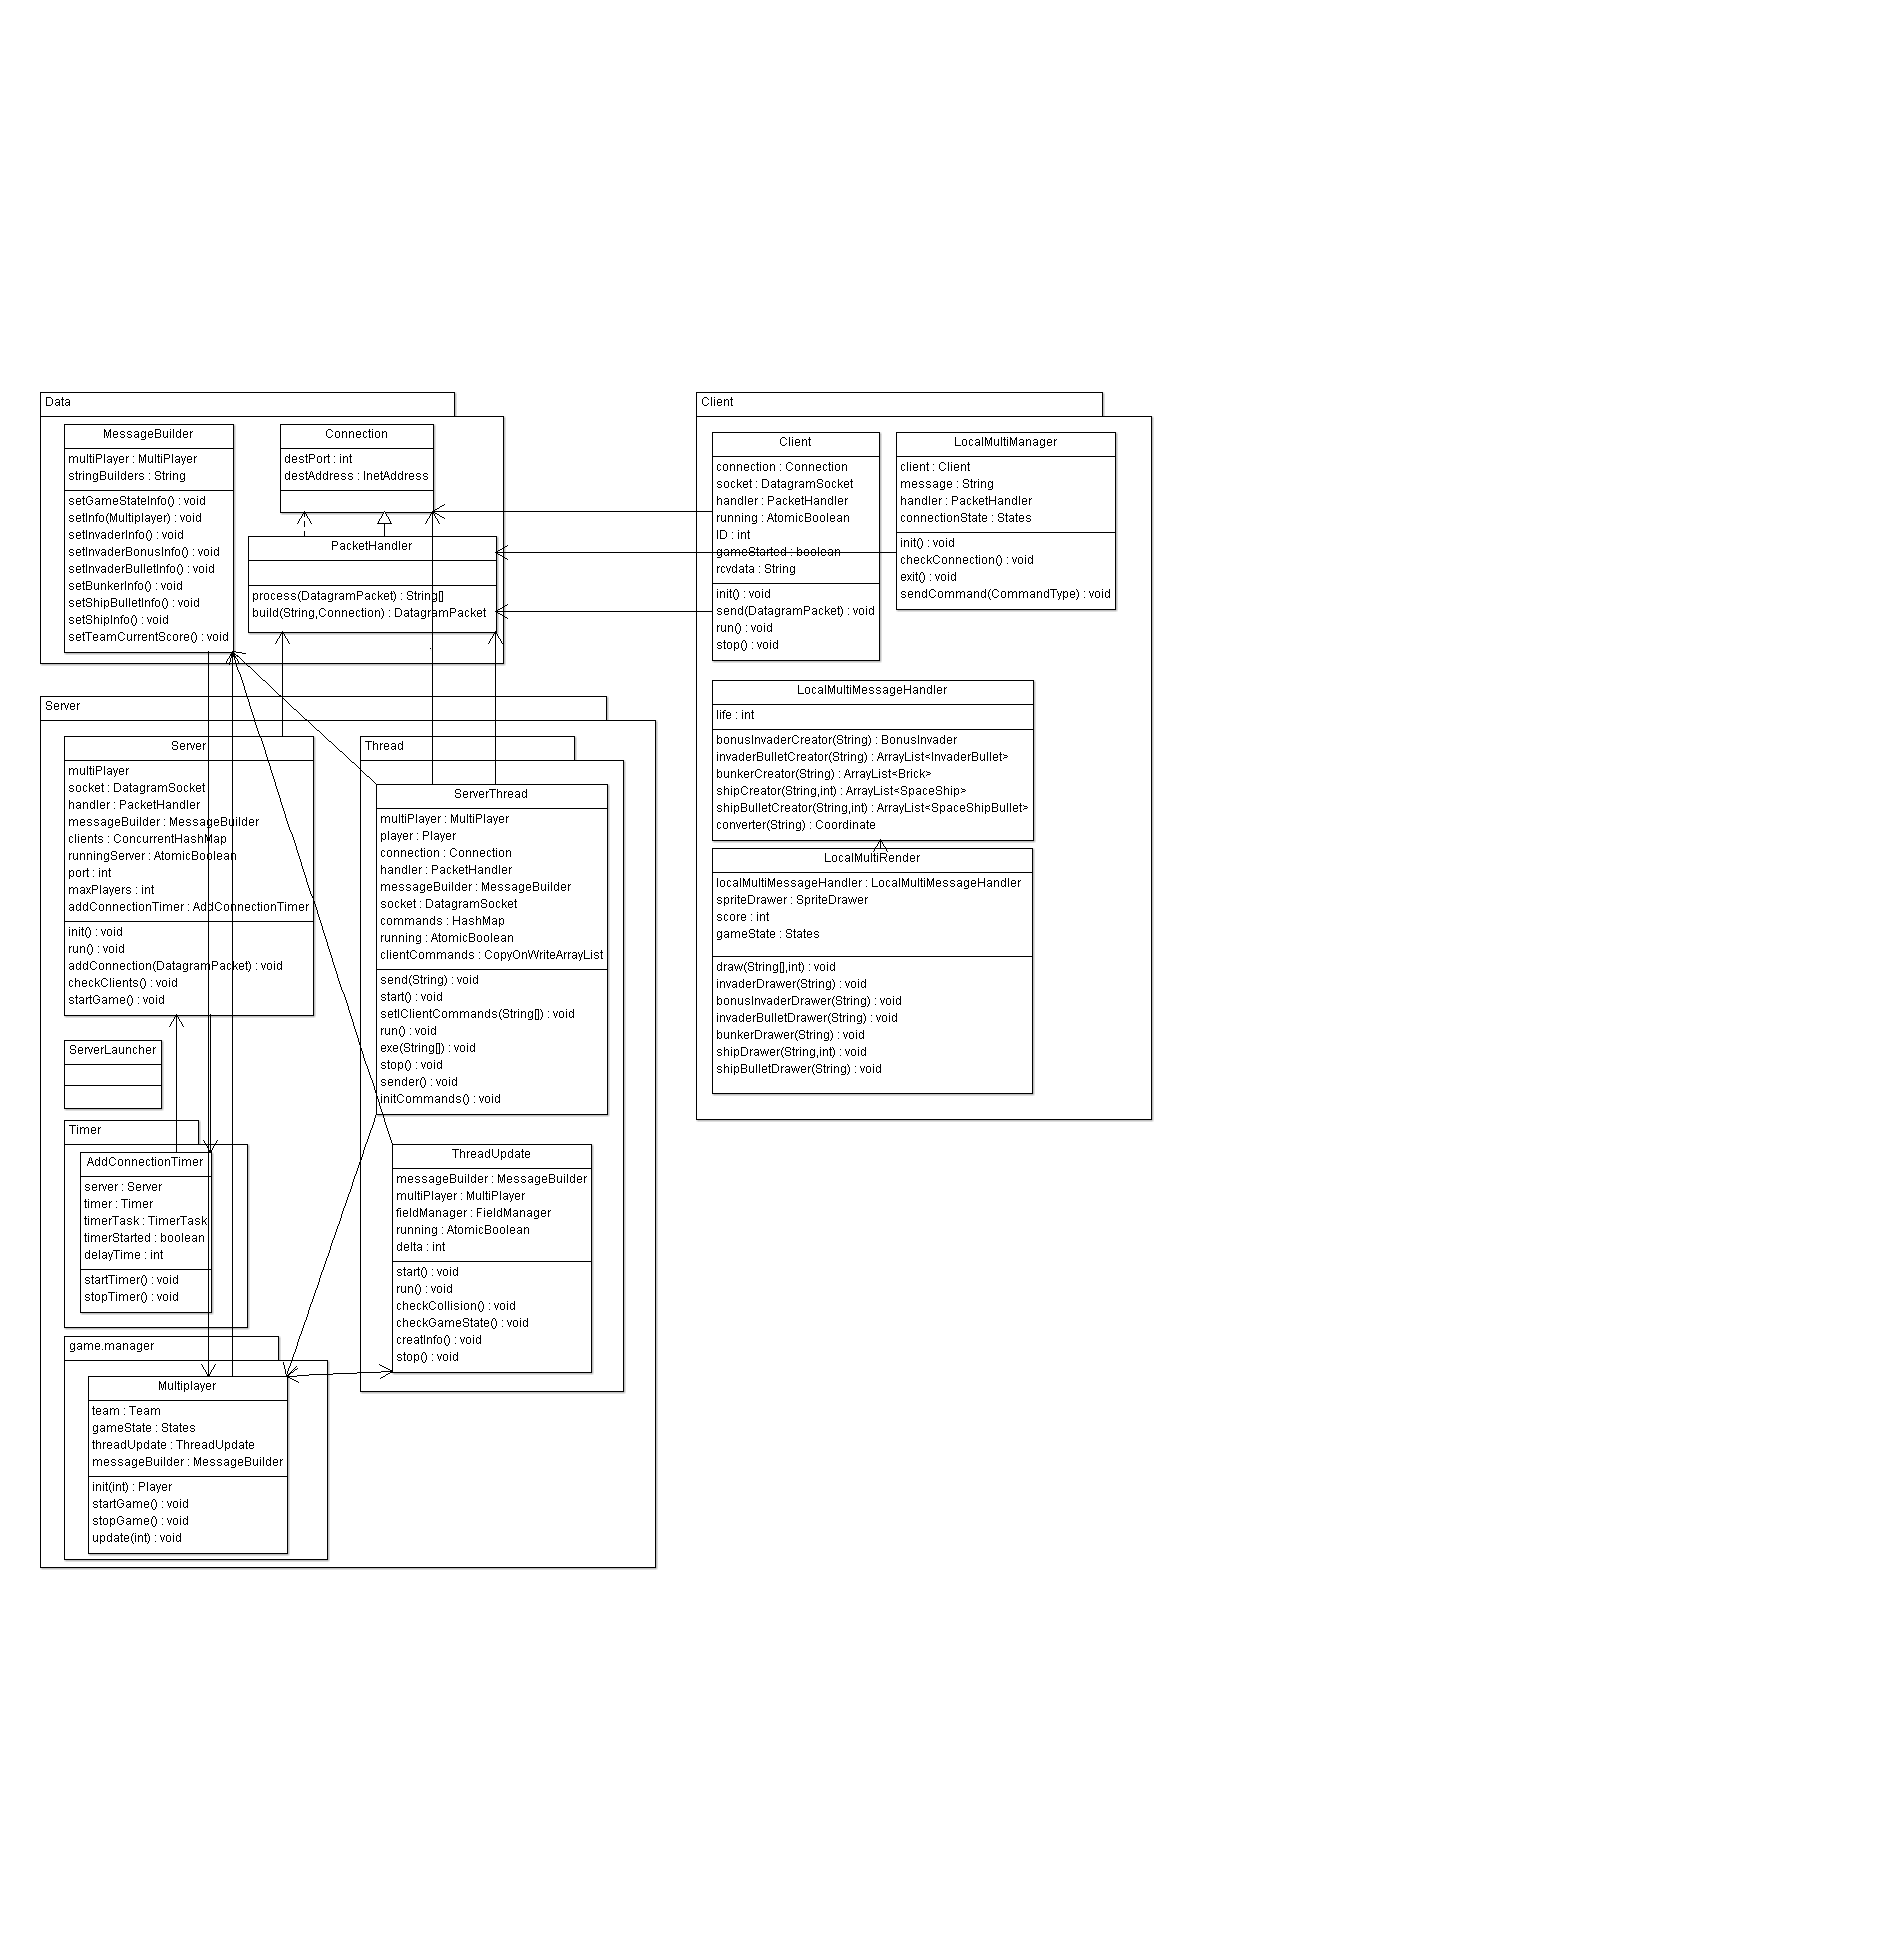 Data
MessageBuilder
multiPlayer : MultiPlayer
stringBuilders : String
setGameStateInfo() : void
setInfo(Multiplayer) : void
setInvaderInfo() : void
setInvaderBonusInfo() : void
setInvaderBulletInfo() : void
setBunkerInfo() : void
setShipBulletInfo() : void
setShipInfo() : void
setTeamCurrentScore() : void
Connection
destPort : int
destAddress : InetAddress
PacketHandler
process(DatagramPacket) : String[]
build(String,Connection) : DatagramPacket
Client
Client
connection : Connection
socket : DatagramSocket
handler : PacketHandler
running : AtomicBoolean
ID : int
gameStarted : boolean
rcvdata : String
init() : void
send(DatagramPacket) : void
run() : void
stop() : void
LocalMultiManager
client : Client
message : String
handler : PacketHandler
connectionState : States
init() : void
checkConnection() : void
exit() : void
sendCommand(CommandType) : void
LocalMultiMessageHandler
life : int
bonusInvaderCreator(String) : BonusInvader
invaderBulletCreator(String) : ArrayList<InvaderBullet>
bunkerCreator(String) : ArrayList<Brick>
shipCreator(String,int) : ArrayList<SpaceShip>
shipBulletCreator(String,int) : ArrayList<SpaceShipBullet>
converter(String) : Coordinate
LocalMultiRender
localMultiMessageHandler : LocalMultiMessageHandler
spriteDrawer : SpriteDrawer
score : int
gameState : States
draw(String[],int) : void
invaderDrawer(String) : void
bonusInvaderDrawer(String) : void
invaderBulletDrawer(String) : void
bunkerDrawer(String) : void
shipDrawer(String,int) : void
shipBulletDrawer(String) : void
Server
Server
multiPlayer
socket : DatagramSocket
handler : PacketHandler
messageBuilder : MessageBuilder
clients : ConcurrentHashMap
runningServer : AtomicBoolean
port : int
maxPlayers : int
addConnectionTimer : AddConnectionTimer
init() : void
run() : void
addConnection(DatagramPacket) : void
checkClients() : void
startGame() : void
ServerLauncher
Timer
AddConnectionTimer
server : Server
timer : Timer
timerTask : TimerTask
timerStarted : boolean
delayTime : int
startTimer() : void
stopTimer() : void
game.manager
Multiplayer
team : Team
gameState : States
threadUpdate : ThreadUpdate
messageBuilder : MessageBuilder
init(int) : Player
startGame() : void
stopGame() : void
update(int) : void
Thread
ServerThread
multiPlayer : MultiPlayer
player : Player
connection : Connection
handler : PacketHandler
messageBuilder : MessageBuilder
socket : DatagramSocket
commands : HashMap
running : AtomicBoolean
clientCommands : CopyOnWriteArrayList
send(String) : void
start() : void
setlClientCommands(String[]) : void
run() : void
exe(String[]) : void
stop() : void
sender() : void
initCommands() : void
ThreadUpdate
messageBuilder : MessageBuilder
multiPlayer : MultiPlayer
fieldManager : FieldManager
running : AtomicBoolean
delta : int
start() : void
run() : void
checkCollision() : void
checkGameState() : void
creatInfo() : void
stop() : void